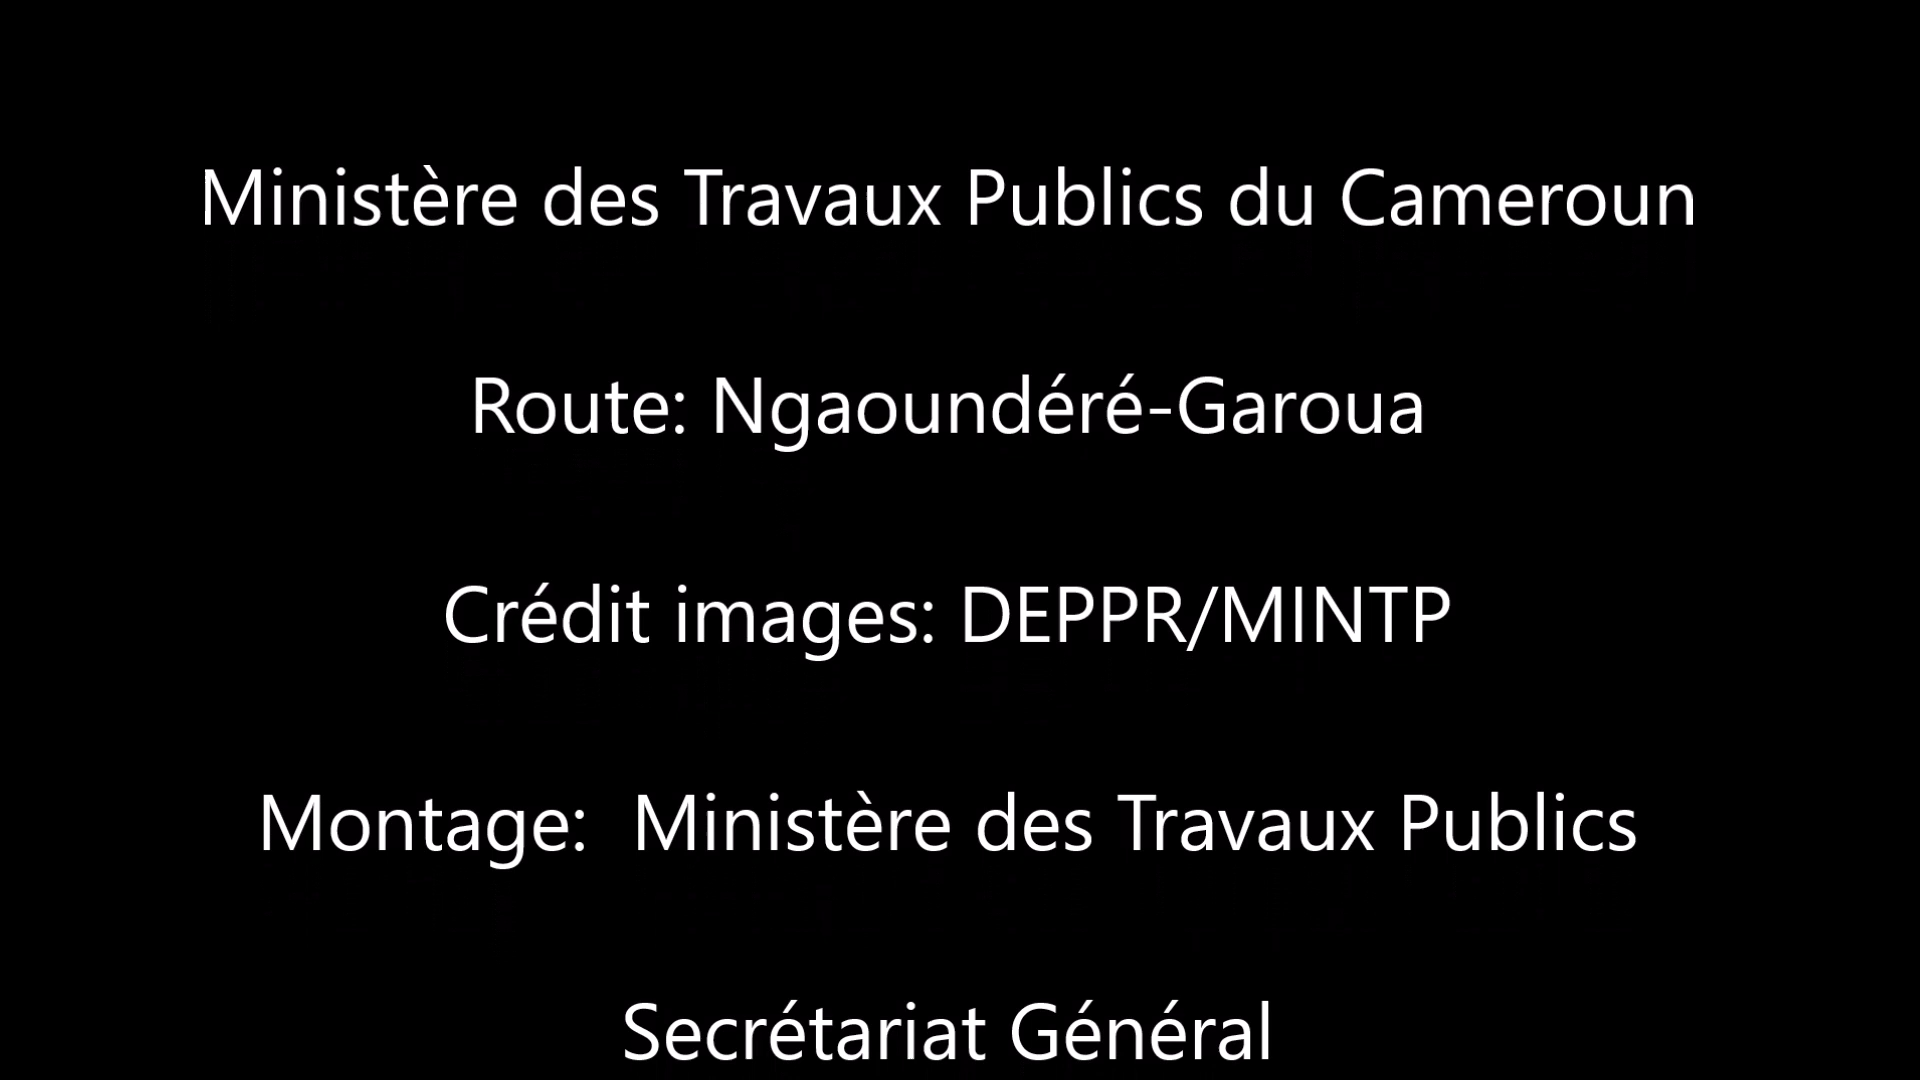 Ministère des Travaux Publics du Cameroun
Route: Ngaoundéré-Garoua
Crédit images: DEPPR/MINTP
Montage:  Ministère des Travaux Publics
Secrétariat Général